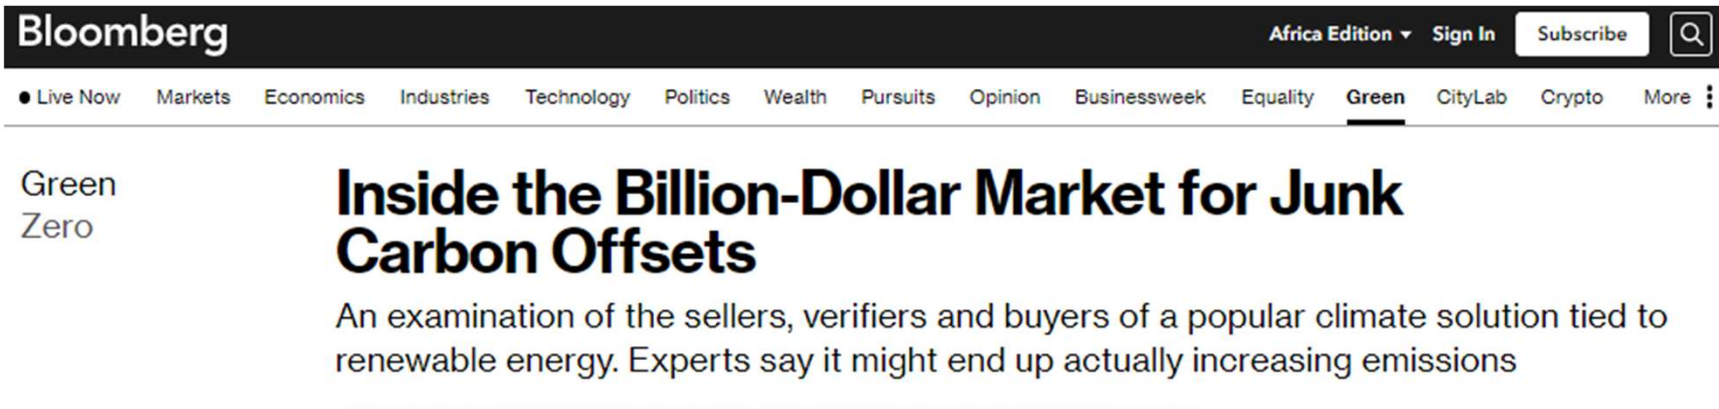 Bloomberg
Africa Edition Sign In Subscribe
Live Now Markets Economics Industries Technology Politics Wealth Pursuits Opinion Businessweek Equality Green CityLab Crypto More
Green
Zero
Inside the Billion-Dollar Market for Junk
Carbon Offsets
An examination of the sellers, verifiers and buyers of a popular climate solution tied to
renewable energy. Experts say it might end up actually increasing emissions